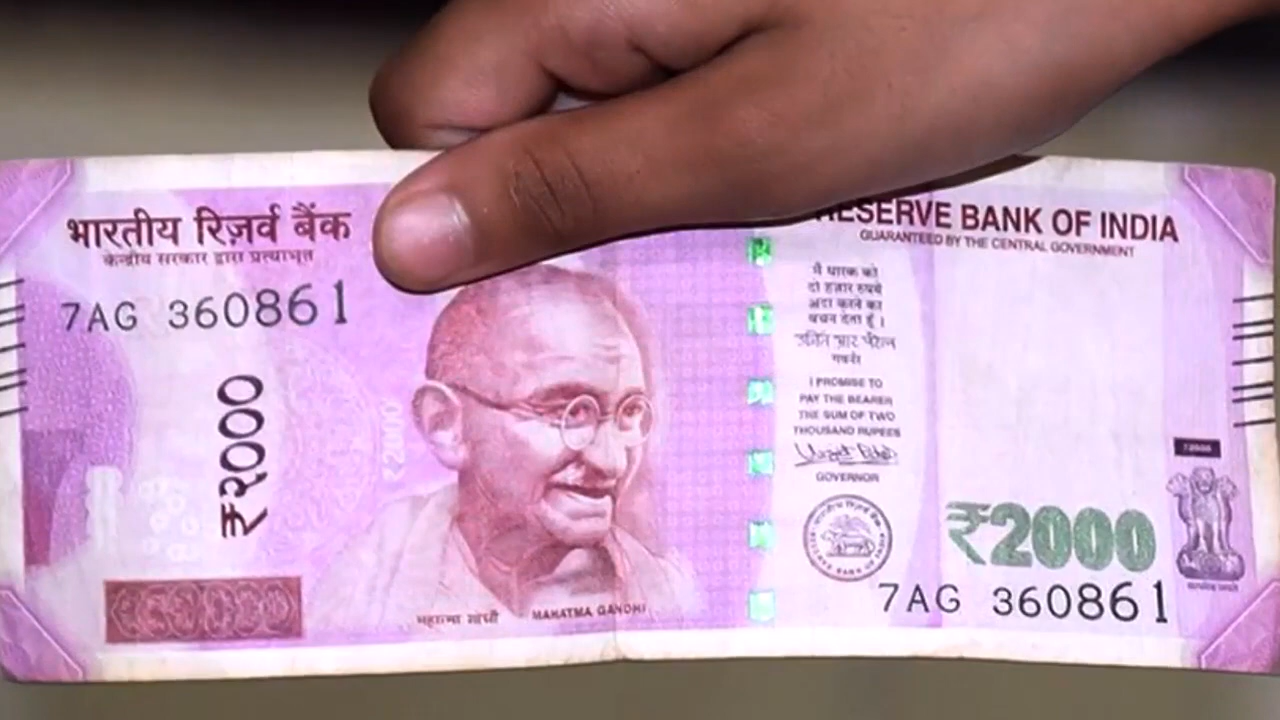 भारतीय रिज़र्व बैंक
केन्द्रीय सरकार द्वारा प्रत्याभूत
7AG 360861
₹२०००
₹2000
महात्मा गांधी MAHATMA GANDHI
RESERVE BANK OF INDIA
GUARANTEED BY THE CENTRAL GOVERNMENT
मैं धारक को
दो हज़ार रुपये
अदा करने का
वचन देता हूँ।
गवर्नर
I PROMISE TO
PAY THE BEARER
THE SUM OF TWO
THOUSAND RUPEES
GOVERNOR
₹2000
7AG 360861